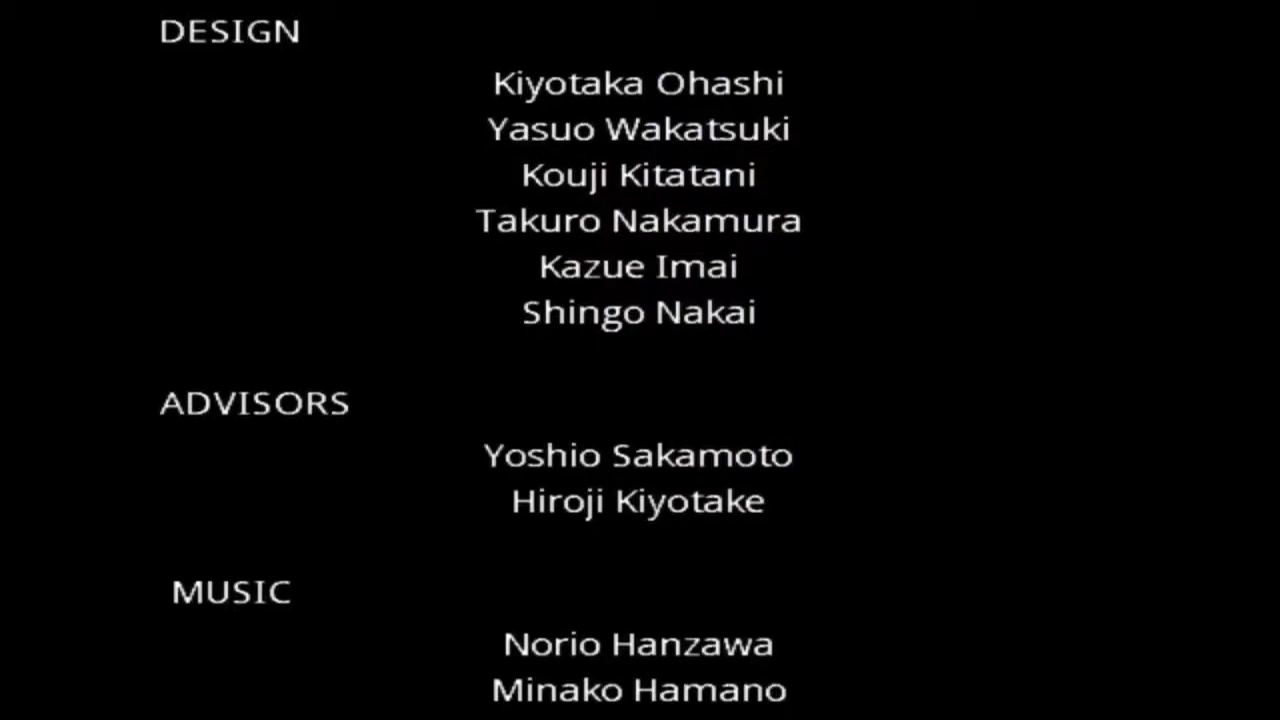 DESIGN
Kiyotaka Ohashi
Yasuo Wakatsuki
Kouji Kitatani
Takuro Nakamura
Kazue Imai
Shingo Nakai
ADVISORS
Yoshio Sakamoto
Hiroji Kiyotake
MUSIC
Norio Hanzawa
Minako Hamano